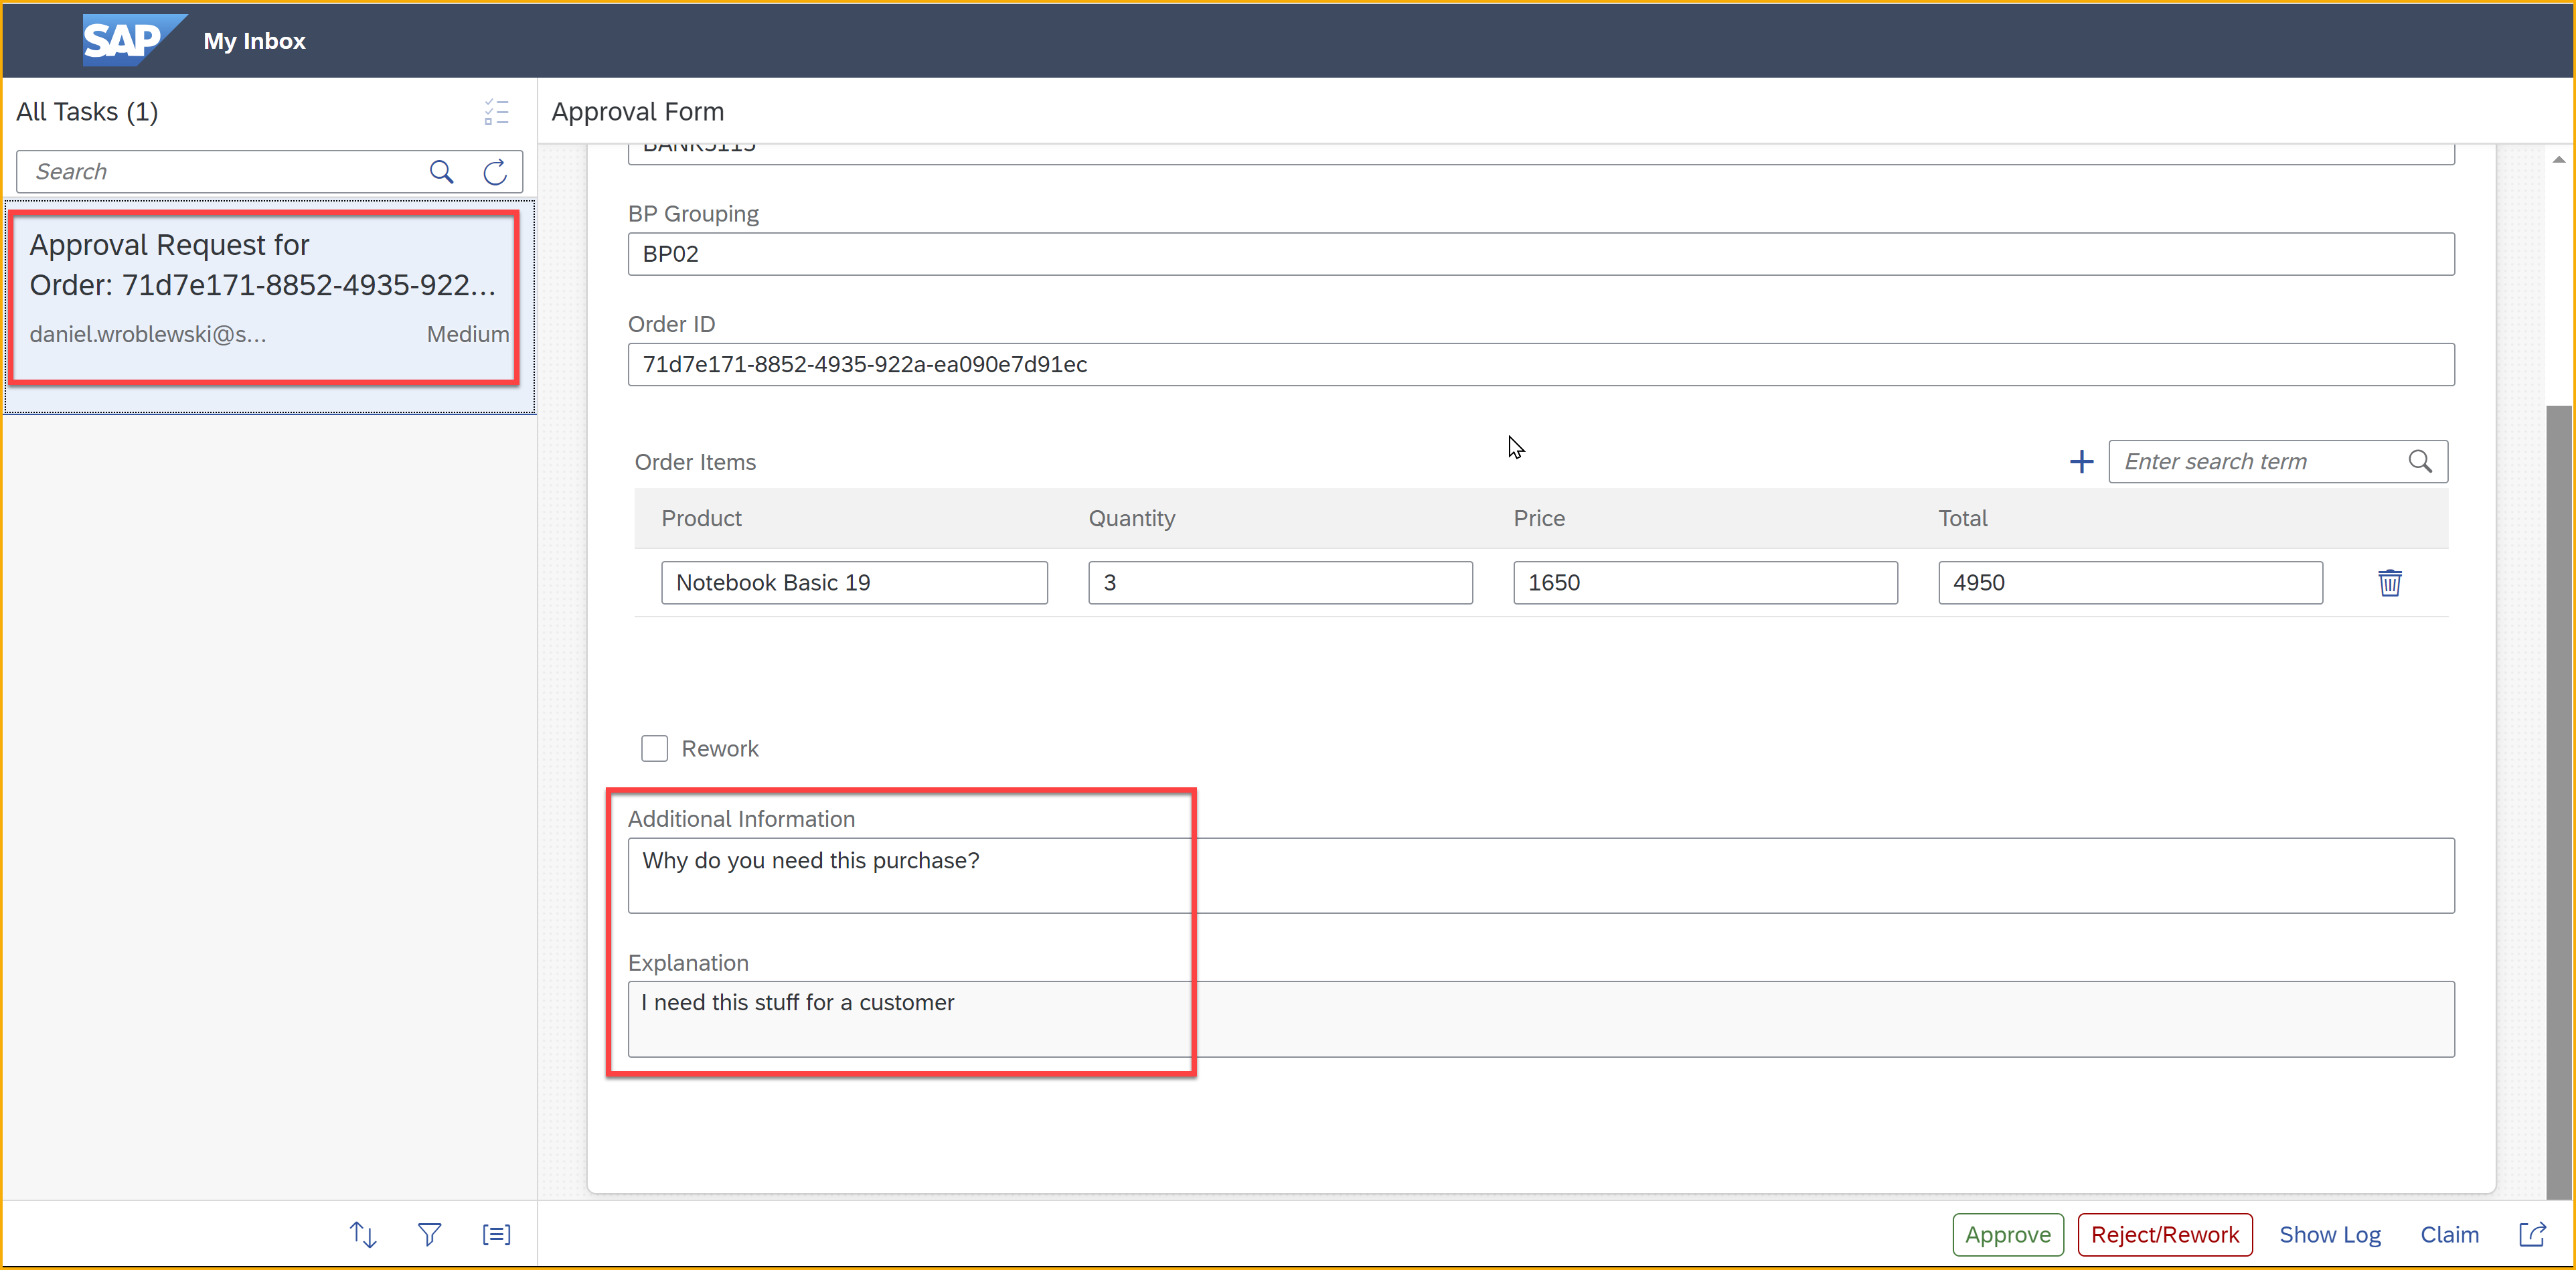 SAP My Inbox
All Tasks (1)
Search
Approval Request for
Order: 71d7e171-8852-4935-922...
daniel.wroblewski@s... Medium
Approval Form
BP Grouping
BP02
Order ID
71d7e171-8852-4935-922a-ea090e7d91ec
Order Items
Enter search term
Product Quantity Price Total
Notebook Basic 19 3 1650 4950
Rework
Additional Information
Why do you need this purchase?
Explanation
I need this stuff for a customer
Approve Reject/Rework Show Log Claim